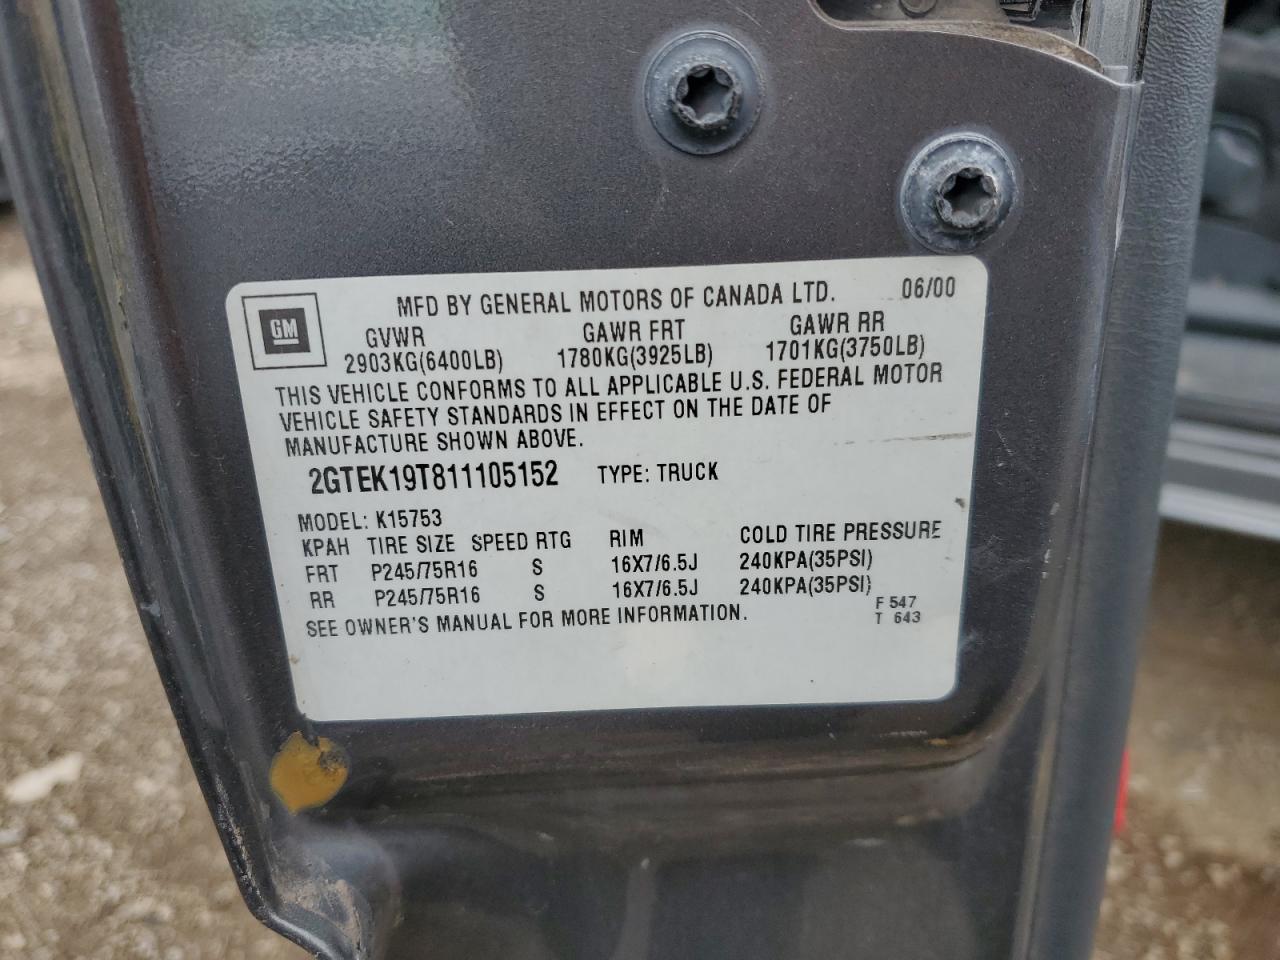 MFD BY GENERAL MOTORS OF CANADA LTD. 06/00
GM
GVWR GAWR FRT GAWR RR
2903KG(6400LB) 1780KG(3925LB) 1701KG(3750LB)
THIS VEHICLE CONFORMS TO ALL APPLICABLE U.S. FEDERAL MOTOR
VEHICLE SAFETY STANDARDS IN EFFECT ON THE DATE OF
MANUFACTURE SHOWN ABOVE.
2GTEK19T811105152 TYPE: TRUCK
MODEL: K15753
KPAH TIRE SIZE SPEED RTG RIM COLD TIRE PRESSURE
FRT P245/75R16 S 16X7/6.5J 240KPA(35PSI)
RR P245/75R16 S 16X7/6.5J 240KPA(35PSI)
SEE OWNER'S MANUAL FOR MORE INFORMATION.
F 547
T 643